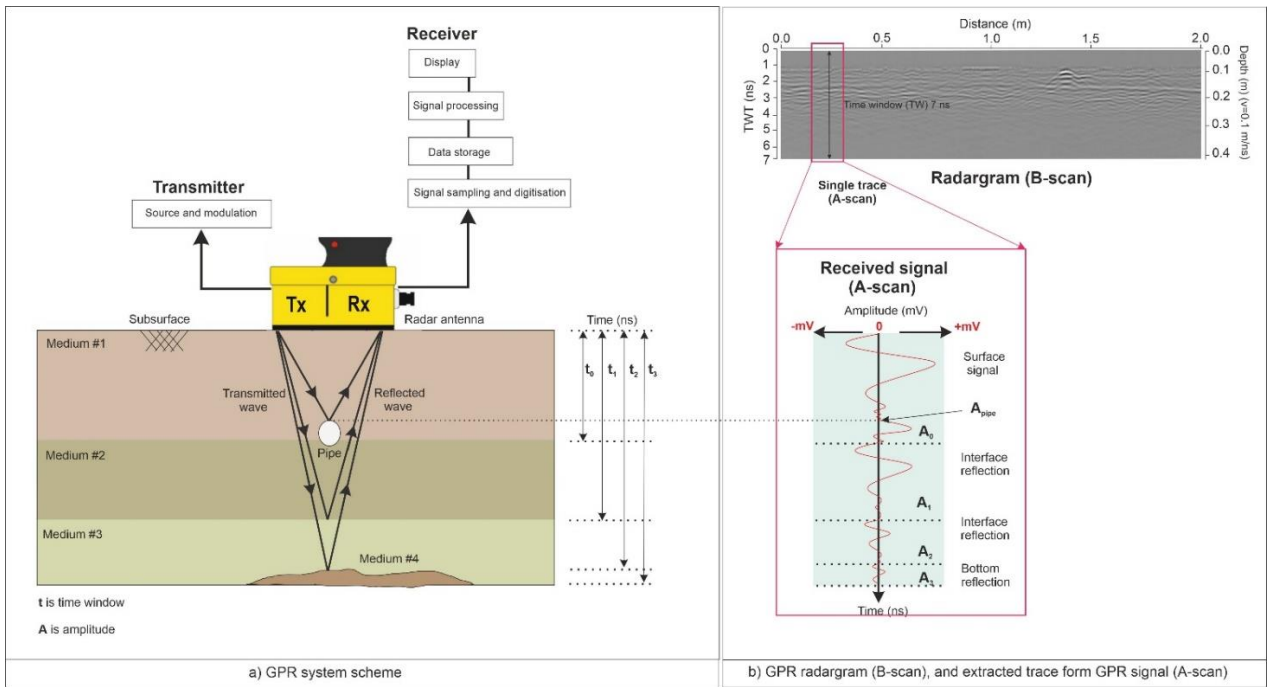 Receiver
Display
Signal processing
Data storage
Signal sampling and digitisation
Transmitter
Source and modulation
Tx
Rx
Subsurface
Radar antenna
Time (ns)
Medium #1
t0
t1
t2
t3
Transmitted
wave
Reflected
wave
Pipe
Medium #2
Medium #3
Medium #4
t is time window
A is amplitude
a) GPR system scheme
Distance (m)
0.0
0.5
1.0
1.5
2.0
0
1
2
3
4
5
6
7
TWT (ns)
Time window (TW) 7 ns
0.0
0.1
0.2
0.3
0.4
Depth (m) (v=0.1 m/ns)
Single trace
(A-scan)
Radargram (B-scan)
Received signal
(A-scan)
Amplitude (mV)
-mV
0
+mV
Surface
signal
Apipe
A0
Interface
reflection
A1
Interface
reflection
A2
Bottom
reflection
A3
Time (ns)
b) GPR radargram (B-scan), and extracted trace form GPR signal (A-scan)